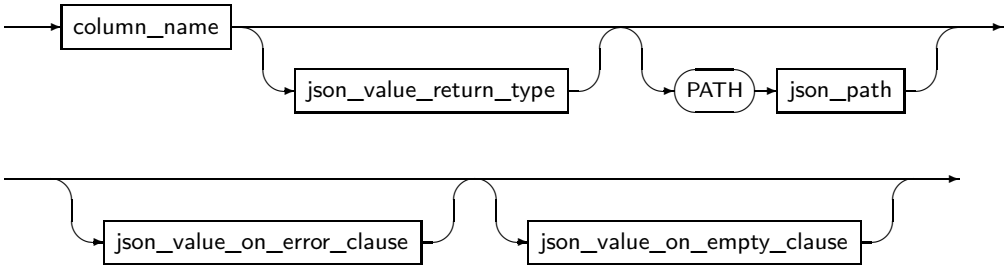 column_name
json_value_return_type PATH json_path
json_value_on_error_clause json_value_on_empty_clause